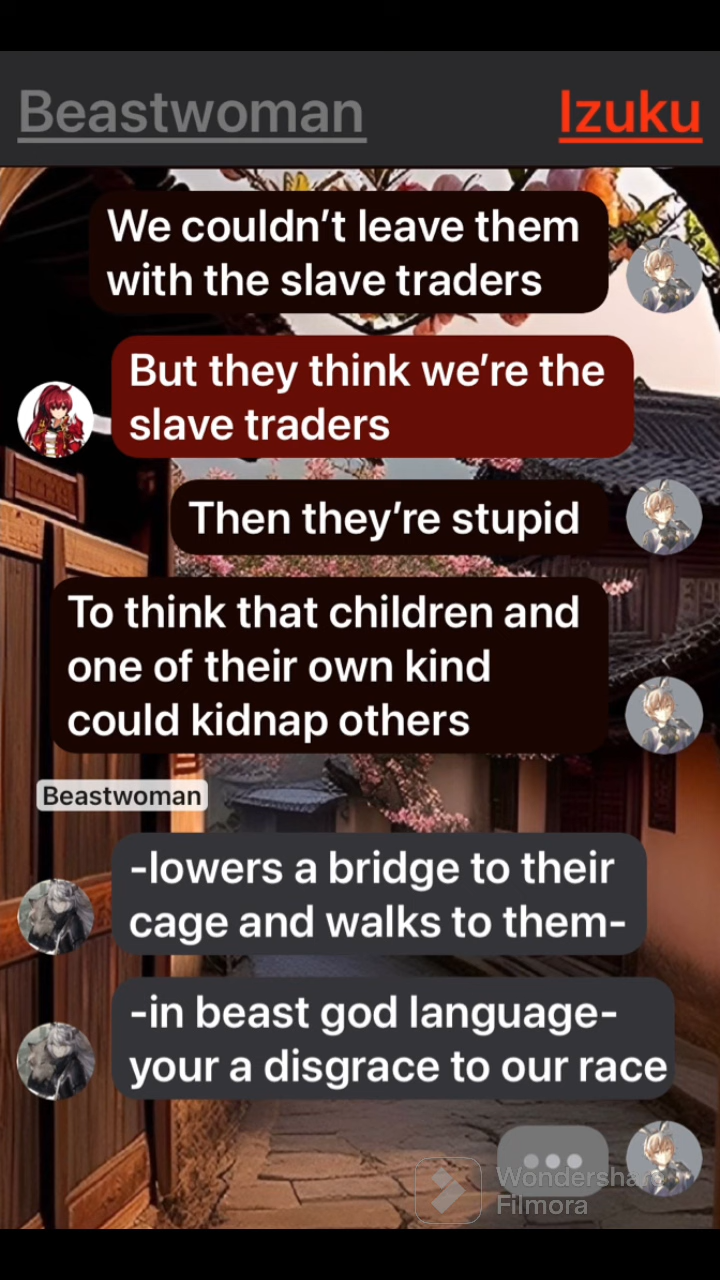 Beastwoman
Izuku
We couldn’t leave them
with the slave traders
But they think we’re the
slave traders
Then they’re stupid
To think that children and
one of their own kind
could kidnap others
Beastwoman
-lowers a bridge to their
cage and walks to them-
-in beast god language-
your a disgrace to our race
Wondershare
Filmora